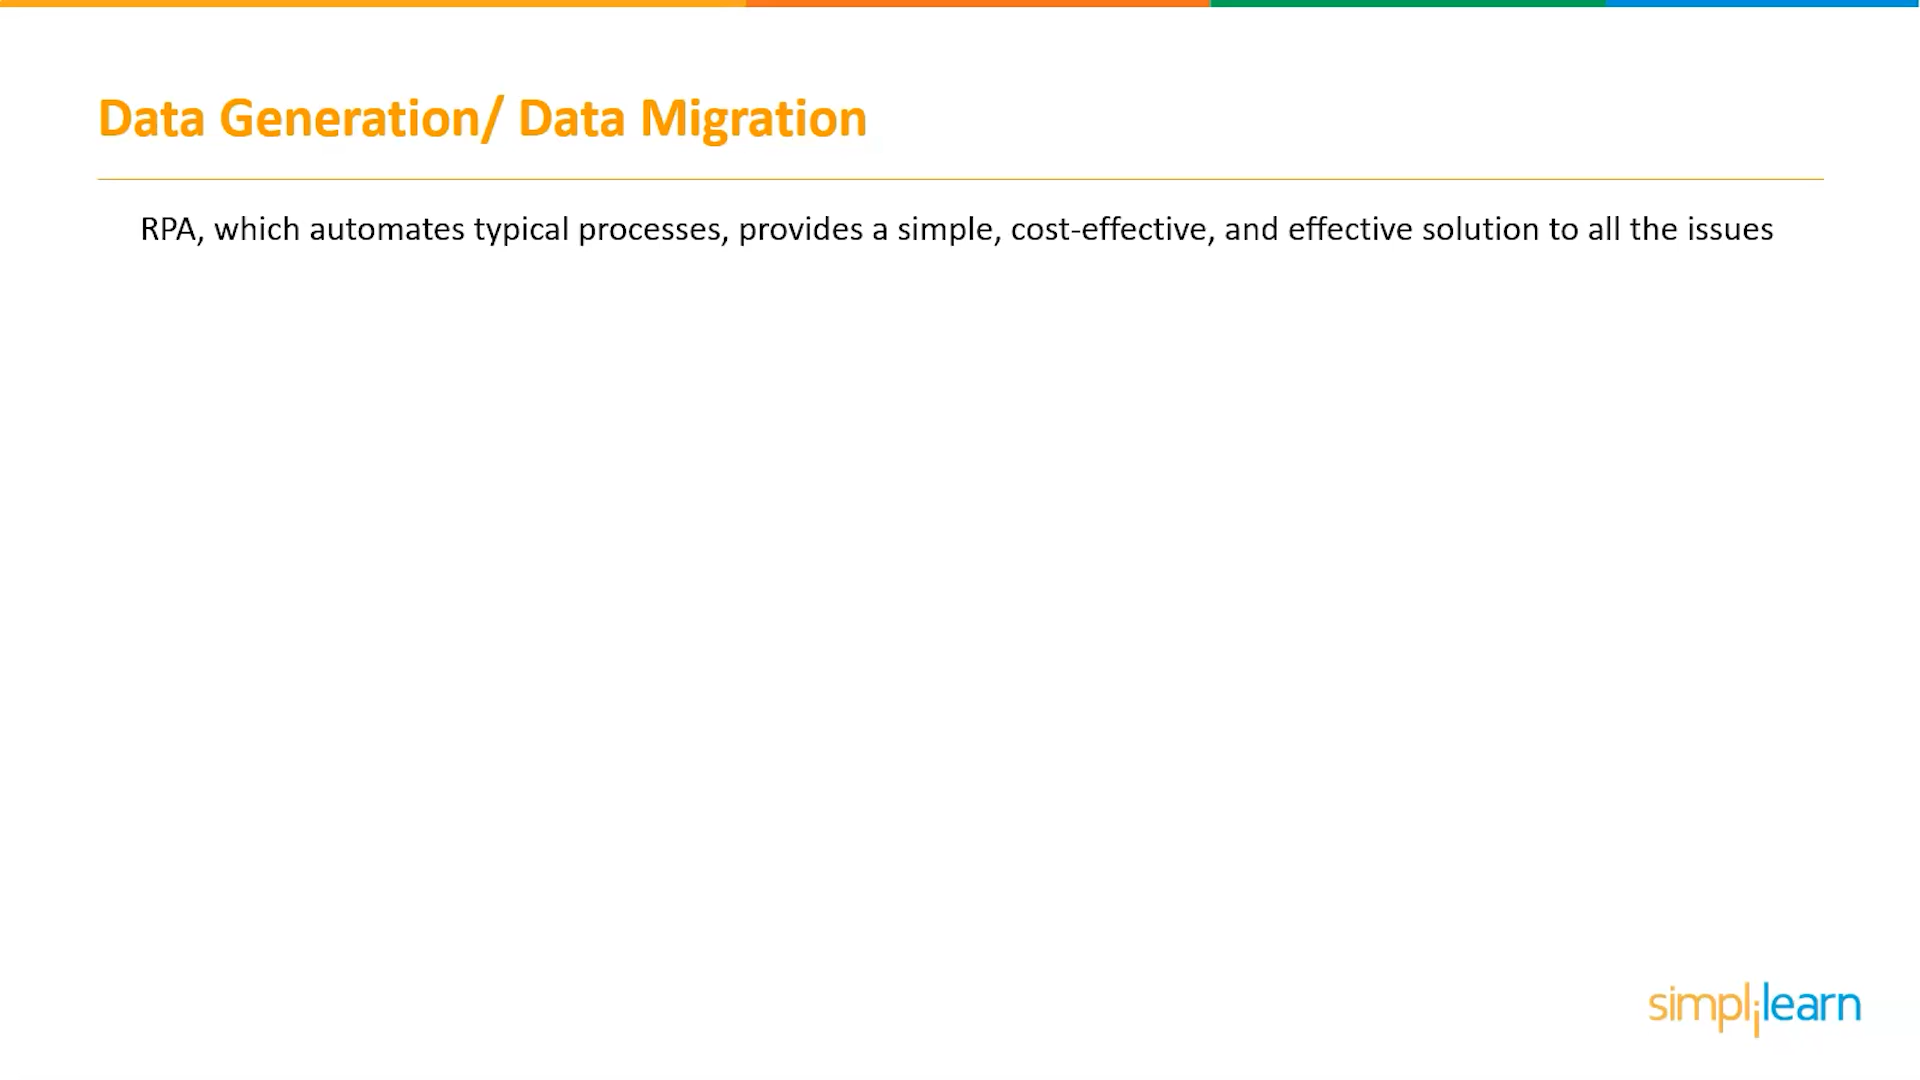 Data Generation/ Data Migration
RPA, which automates typical processes, provides a simple, cost-effective, and effective solution to all the issues
simplilearn